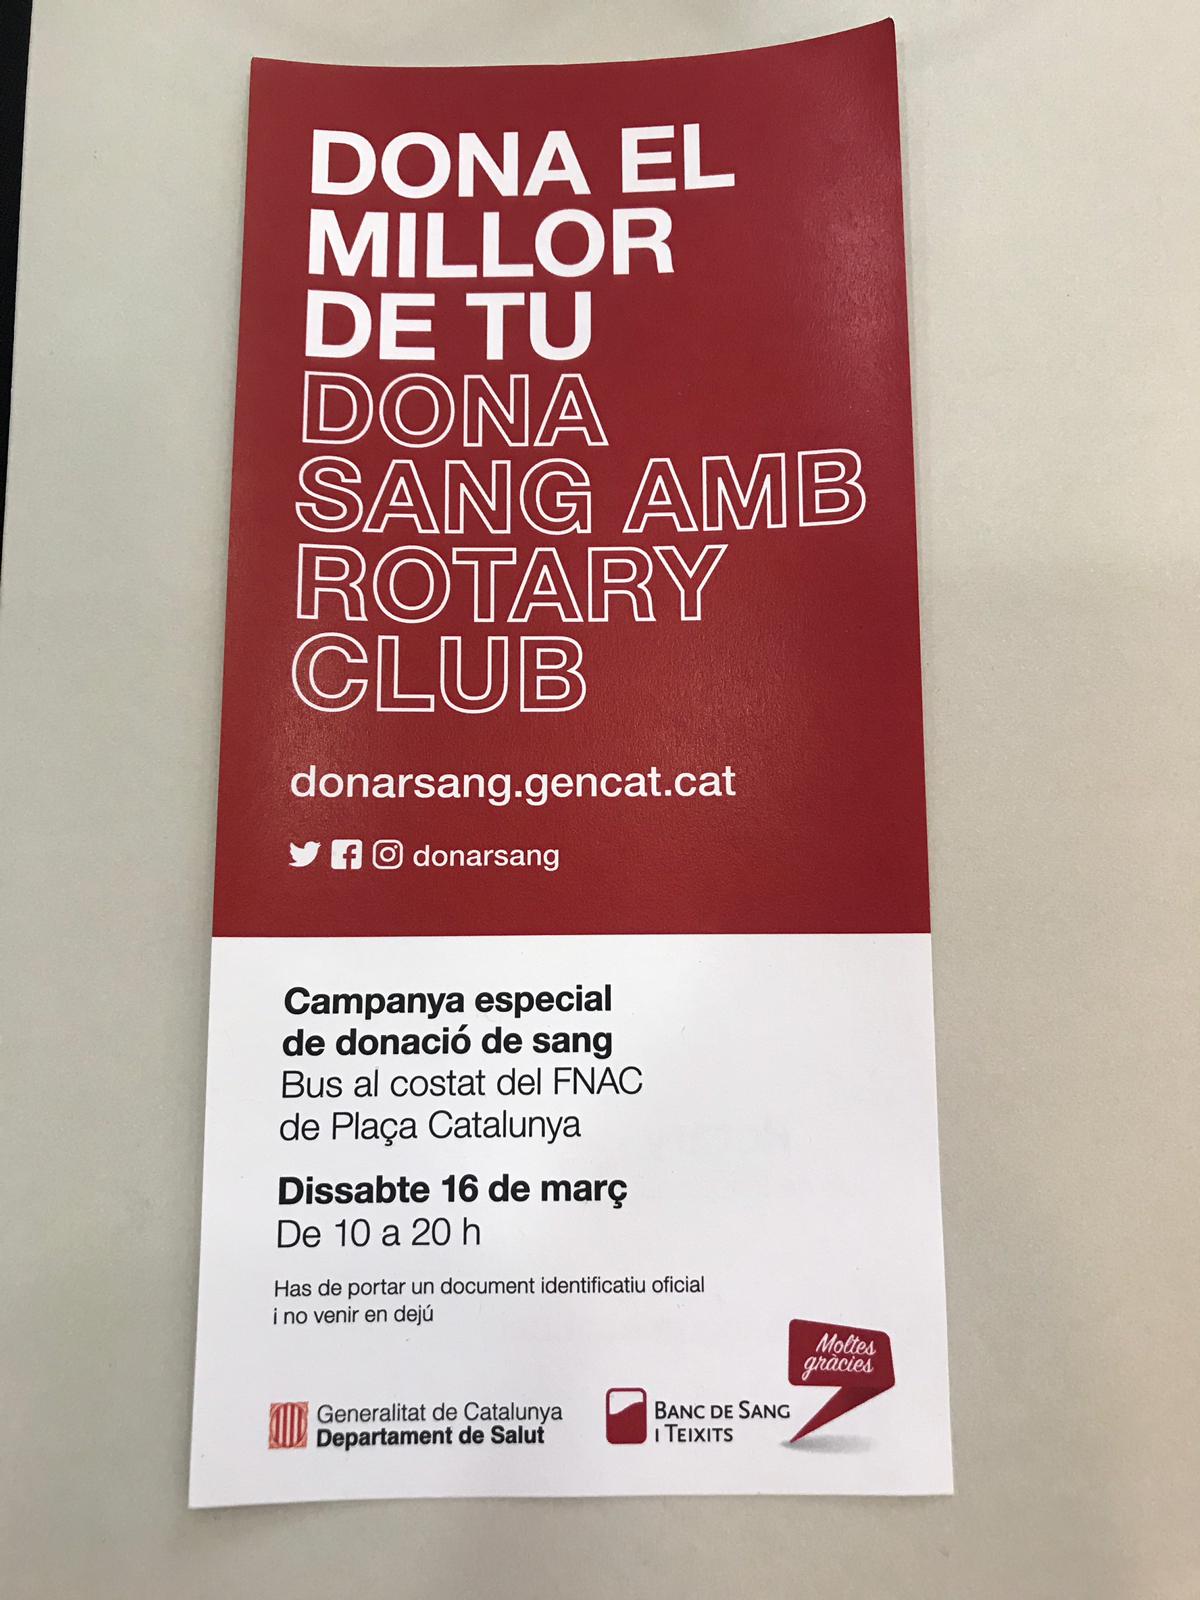 DONA EL
MILLOR
DE TU
DONA
SANG AMB
ROTARY
CLUB
donarsang.gencat.cat
donarsang
Campanya especial
de donació de sang
Bus al costat del FNAC
de Plaça Catalunya
Dissabte 16 de març
De 10 a 20 h
Has de portar un document identificatiu oficial
i no venir en dejú
Moltes
gràcies
Generalitat de Catalunya
Departament de Salut
BANC DE SANG
I TEIXITS